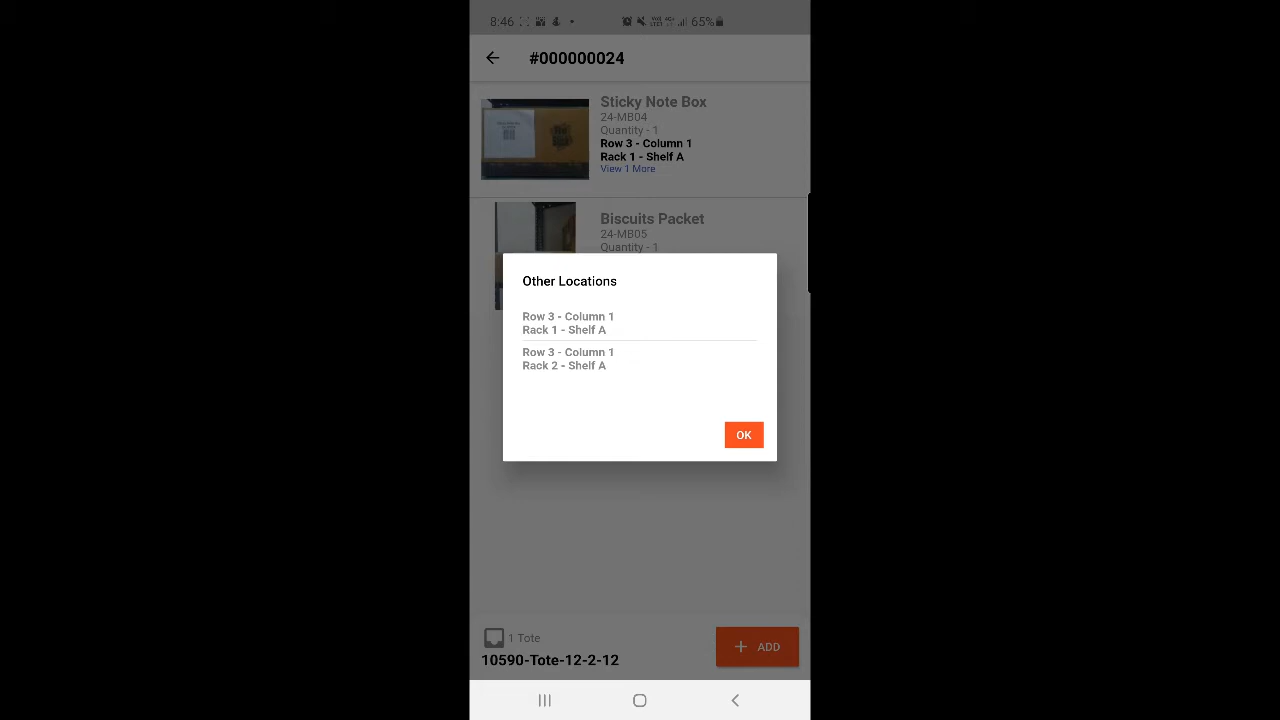 8:46 65%
#000000024
Sticky Note Box
24-MB04
Quantity - 1
Row 3 - Column 1
Rack 1 - Shelf A
View 1 More
Biscuits Packet
24-MB05
Quantity - 1
Other Locations
Row 3 - Column 1
Rack 1 - Shelf A
Row 3 - Column 1
Rack 2 - Shelf A
OK
1 Tote
10590-Tote-12-2-12
+ ADD